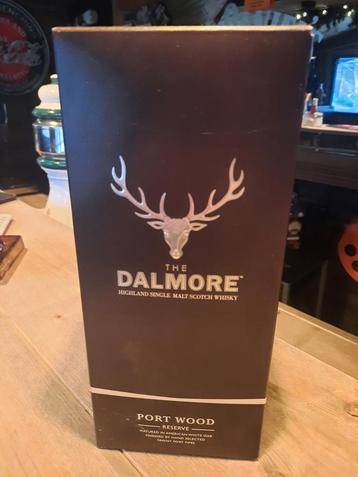 THE
DALMORE™
HIGHLAND SINGLE MALT SCOTCH WHISKY
PORT WOOD
RESERVE
MATURED IN AMERICAN WHITE OAK
FINISHED BY HAND SELECTED
TAWNY PORT PIPES